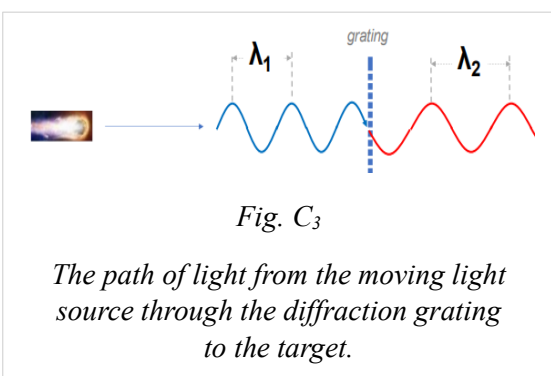 grating
λ1
λ2
Fig. C3
The path of light from the moving light
source through the diffraction grating
to the target.